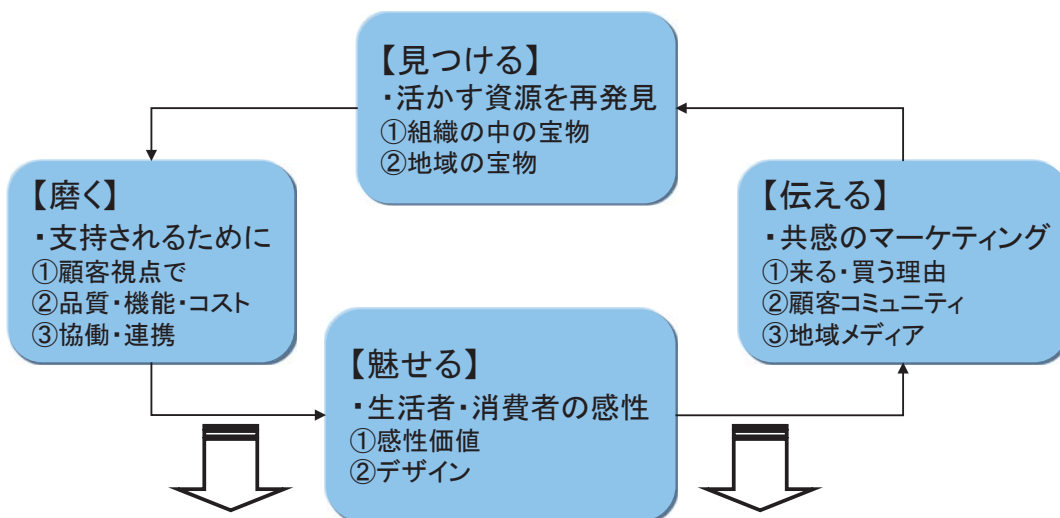 【見つける】
・活かす資源を再発見
①組織の中の宝物
②地域の宝物
【磨く】
・支持されるために
①顧客視点で
②品質・機能・コスト
③協働・連携
【魅せる】
・生活者・消費者の感性
①感性価値
②デザイン
【伝える】
・共感のマーケティング
①来る・買う理由
②顧客コミュニティ
③地域メディア